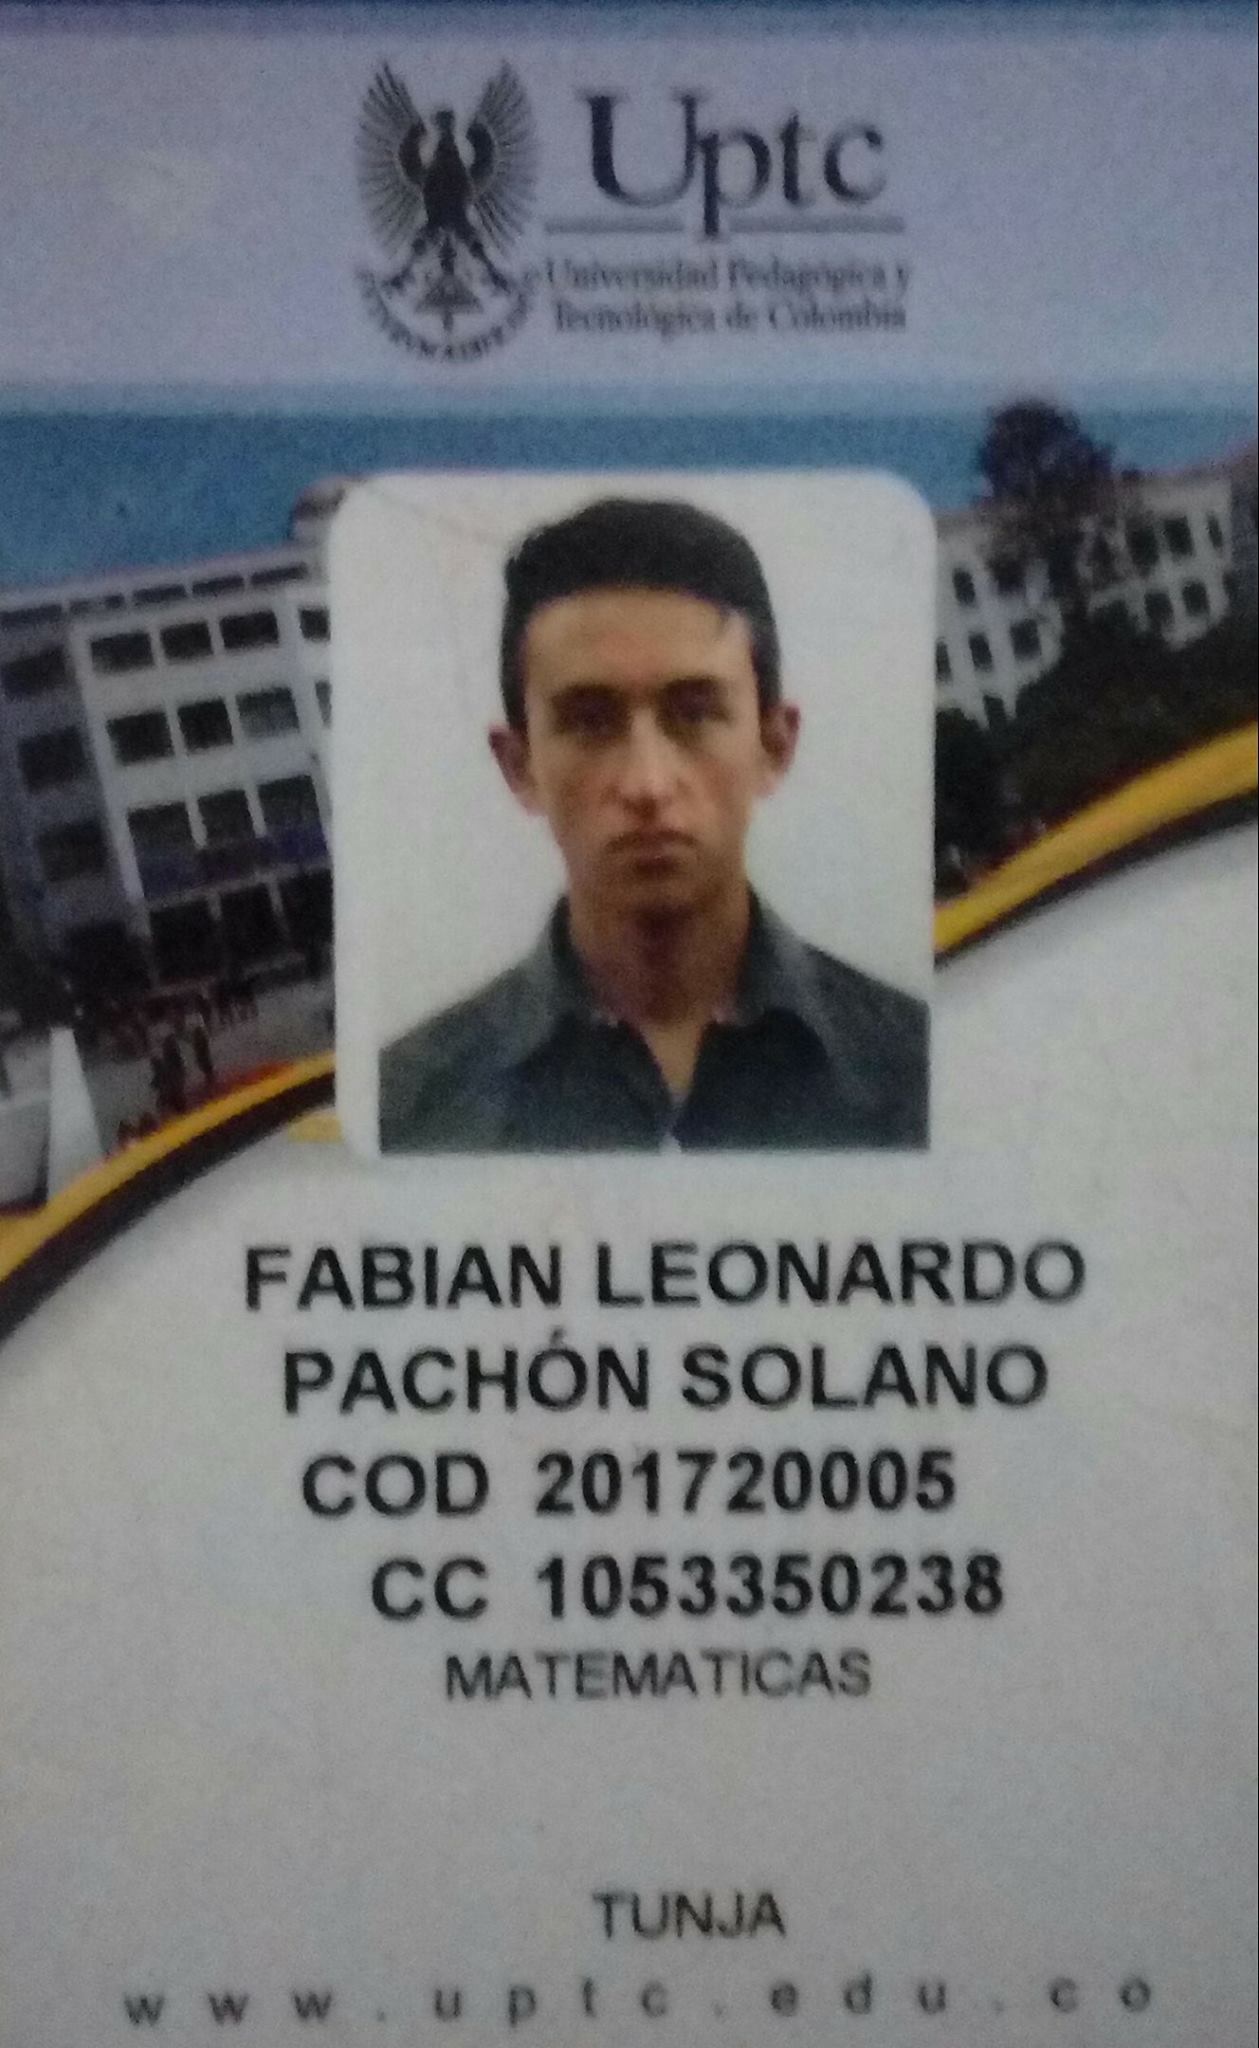 Uptc
Universidad Pedagógica y
Tecnológica de Colombia
FABIAN LEONARDO
PACHÓN SOLANO
COD 201720005
CC 1053350238
MATEMATICAS
TUNJA
www.uptc.edu.co